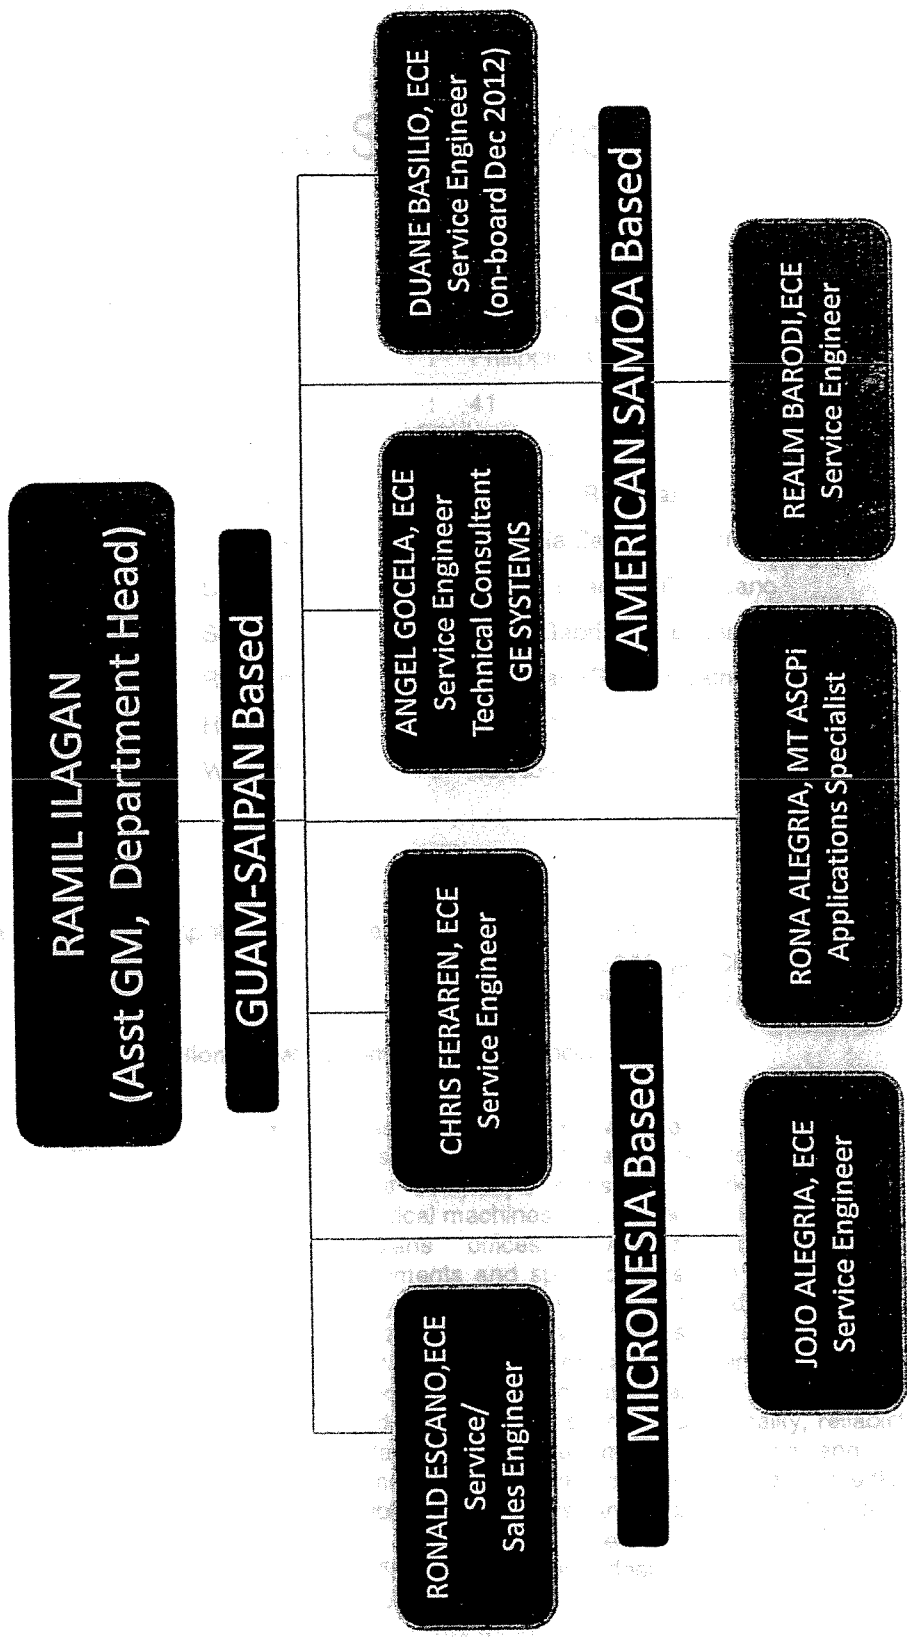 RAMIL ILAGAN
(Asst GM, Department Head)
GUAM-SAIPAN Based
RONALD ESCANO,ECE
Service/
Sales Engineer
CHRIS FERAREN, ECE
Service Engineer
ANGEL GOCELA, ECE
Service Engineer
Technical Consultant
GE SYSTEMS
DUANE BASILIO, ECE
Service Engineer
(on-board Dec 2012)
MICRONESIA Based
AMERICAN SAMOA Based
JOJO ALEGRIA, ECE
Service Engineer
RONA ALEGRIA, MT ASCPi
Applications Specialist
REALM BARODI,ECE
Service Engineer
machines
offices
and